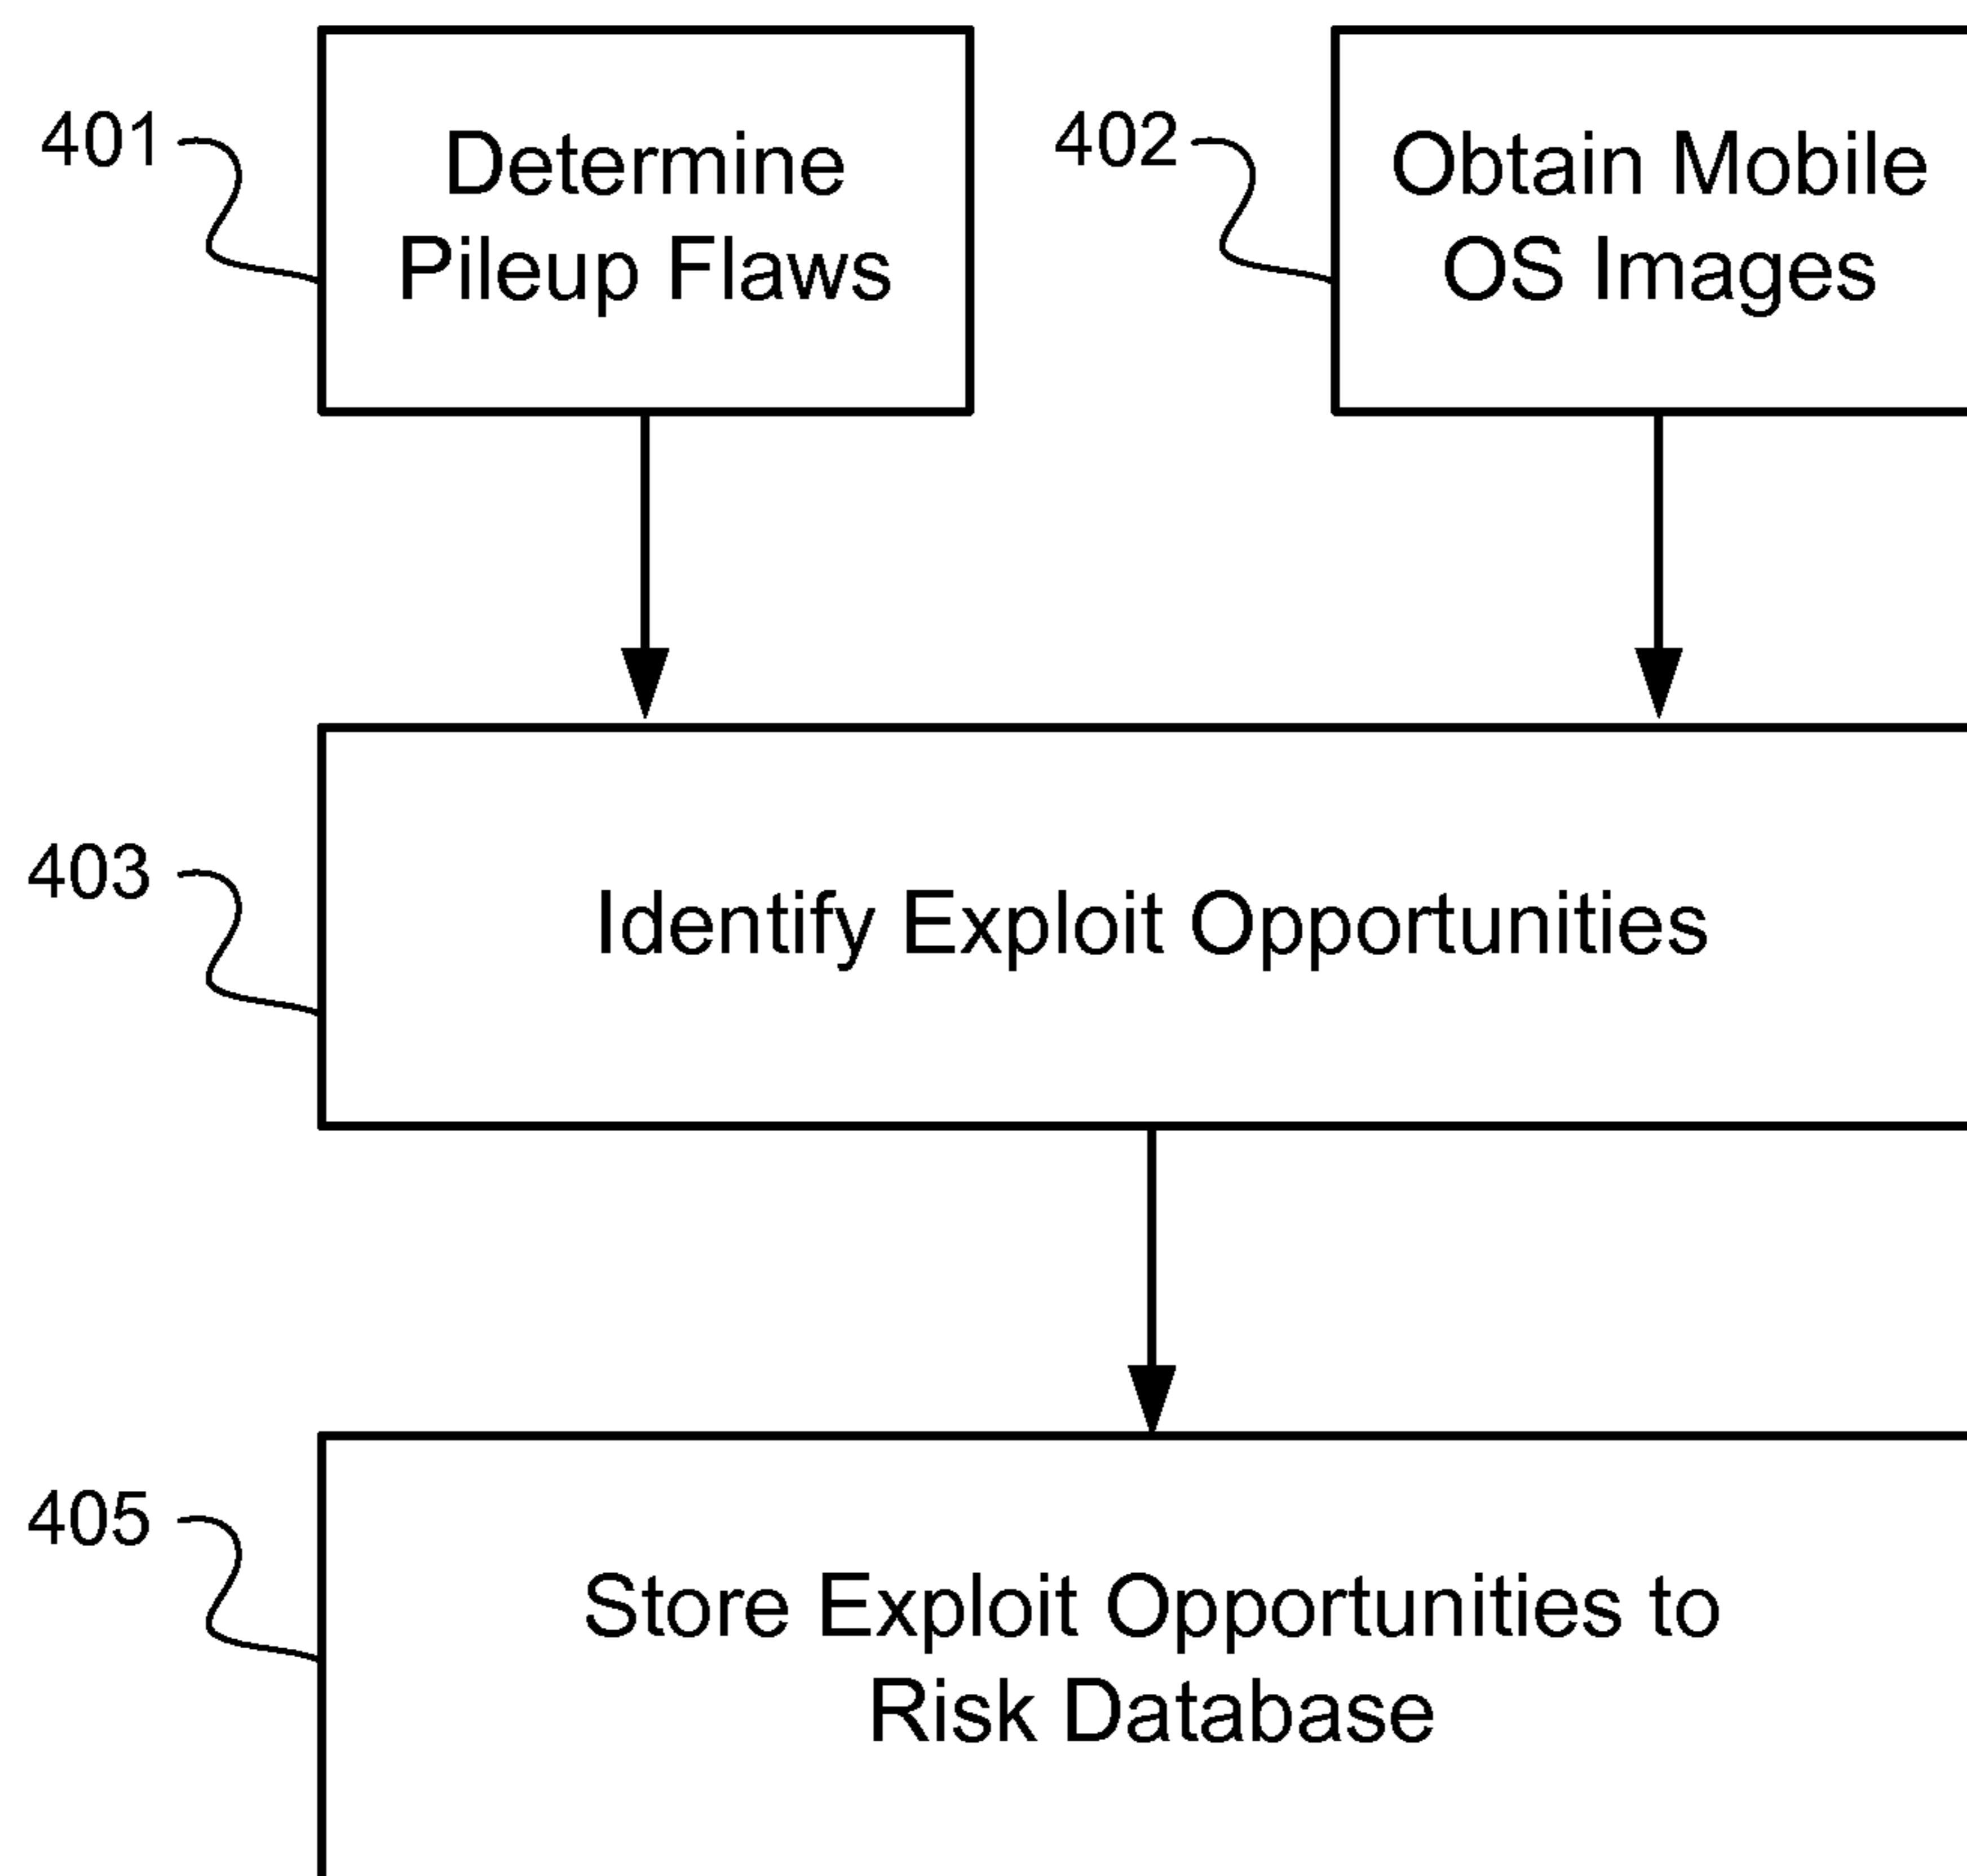 401
Determine
Pileup Flaws
402
Obtain Mobile
OS Images
403
Identify Exploit Opportunities
405
Store Exploit Opportunities to
Risk Database